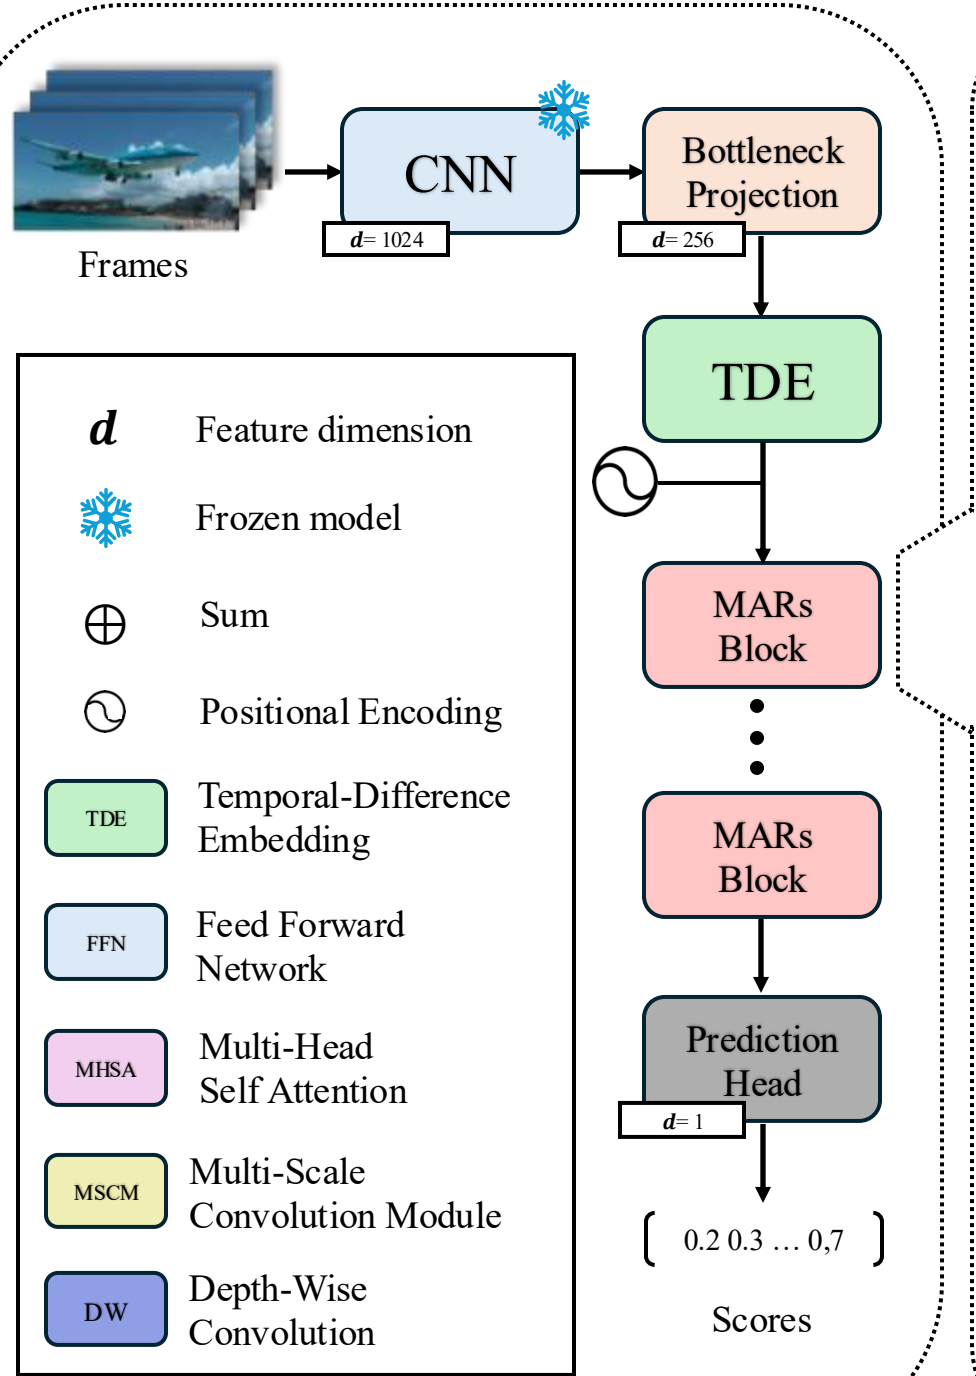 CNN
d= 1024
Bottleneck
Projection
d= 256
Frames
TDE
MARs
Block
MARs
Block
Prediction
Head
d= 1
0.2 0.3 … 0,7
Scores
d Feature dimension
Frozen model
Sum
Positional Encoding
TDE
Temporal-Difference
Embedding
FFN
Feed Forward
Network
MHSA
Multi-Head
Self Attention
MSCM
Multi-Scale
Convolution Module
DW
Depth-Wise
Convolution